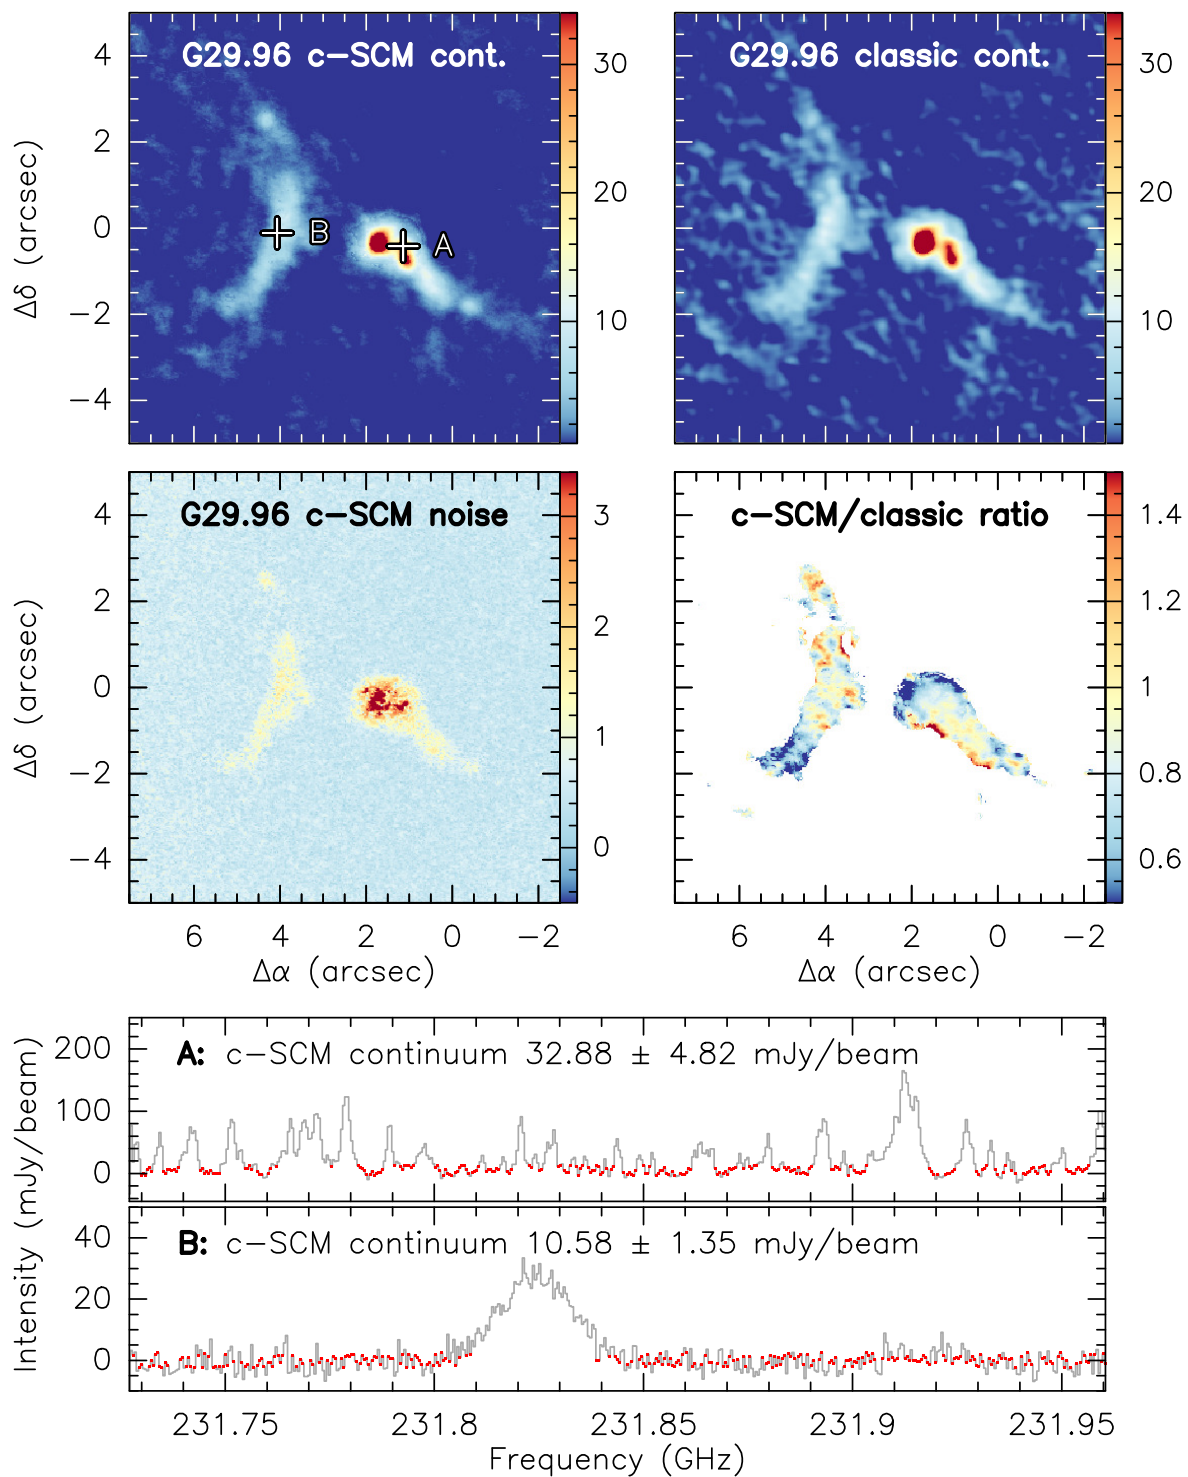 G29.96 c-SCM cont.
G29.96 classic cont.
4
2
0
-2
-4
Δδ (arcsec)
B
A
30
20
10
30
20
10
G29.96 c-SCM noise
c-SCM/classic ratio
4
2
0
-2
-4
Δδ (arcsec)
3
2
1
0
1.4
1.2
1
0.8
0.6
6 4 2 0 -2
6 4 2 0 -2
Δα (arcsec)
Δα (arcsec)
A: c-SCM continuum 32.88 ± 4.82 mJy/beam
200
100
0
B: c-SCM continuum 10.58 ± 1.35 mJy/beam
40
20
0
Intensity (mJy/beam)
231.75 231.8 231.85 231.9 231.95
Frequency (GHz)